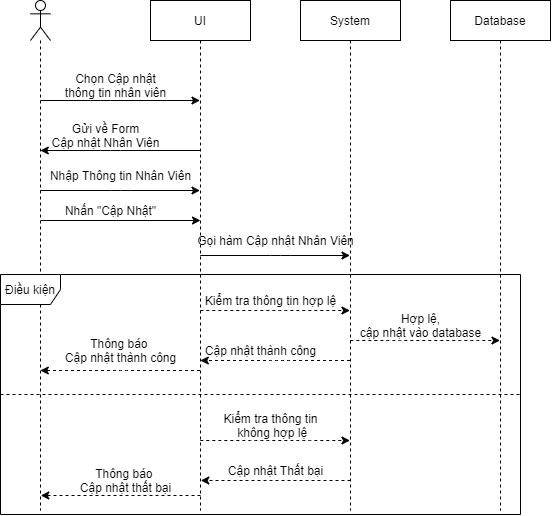 UI
System
Database
Chọn Cập nhật
thông tin nhân viên
Gửi về Form
Cập nhật Nhân Viên
Nhập Thông tin Nhân Viên
Nhấn "Cập Nhật"
Gọi hàm Cập nhật Nhân Viên
Điều kiện
Kiểm tra thông tin hợp lệ
Hợp lệ,
cập nhật vào database
Thông báo
Cập nhật thành công
Cập nhật thành công
Kiểm tra thông tin
không hợp lệ
Cập nhật Thất bại
Thông báo
Cập nhật thất bại